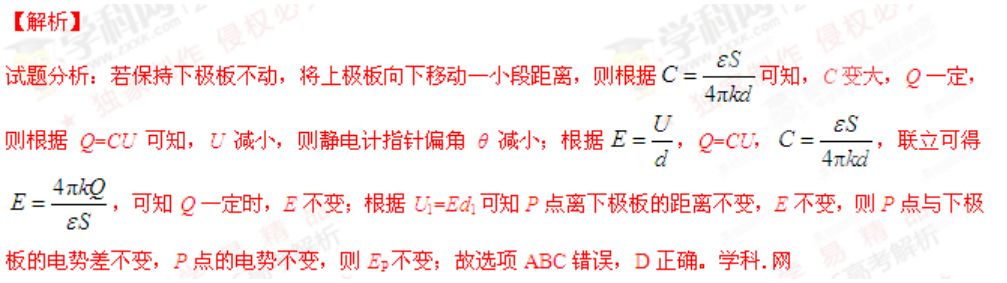 【解析】
试题分析：若保持下极板不动，将上极板向下移动一小段距离，则根据 C = εS/4πkd 可知，C 变大，Q 一定，
则根据 Q=CU 可知，U 减小，则静电计指针偏角 θ 减小；根据 E = U/d，Q=CU，C = εS/4πkd，联立可得
E = 4πkQ/εS，可知 Q 一定时，E 不变；根据 U₁=Ed₁可知 P 点离下极板的距离不变，E 不变，则 P 点与下极
板的电势差不变，P 点的电势不变，则 Eₚ不变；故选项 ABC 错误，D 正确。学科.网